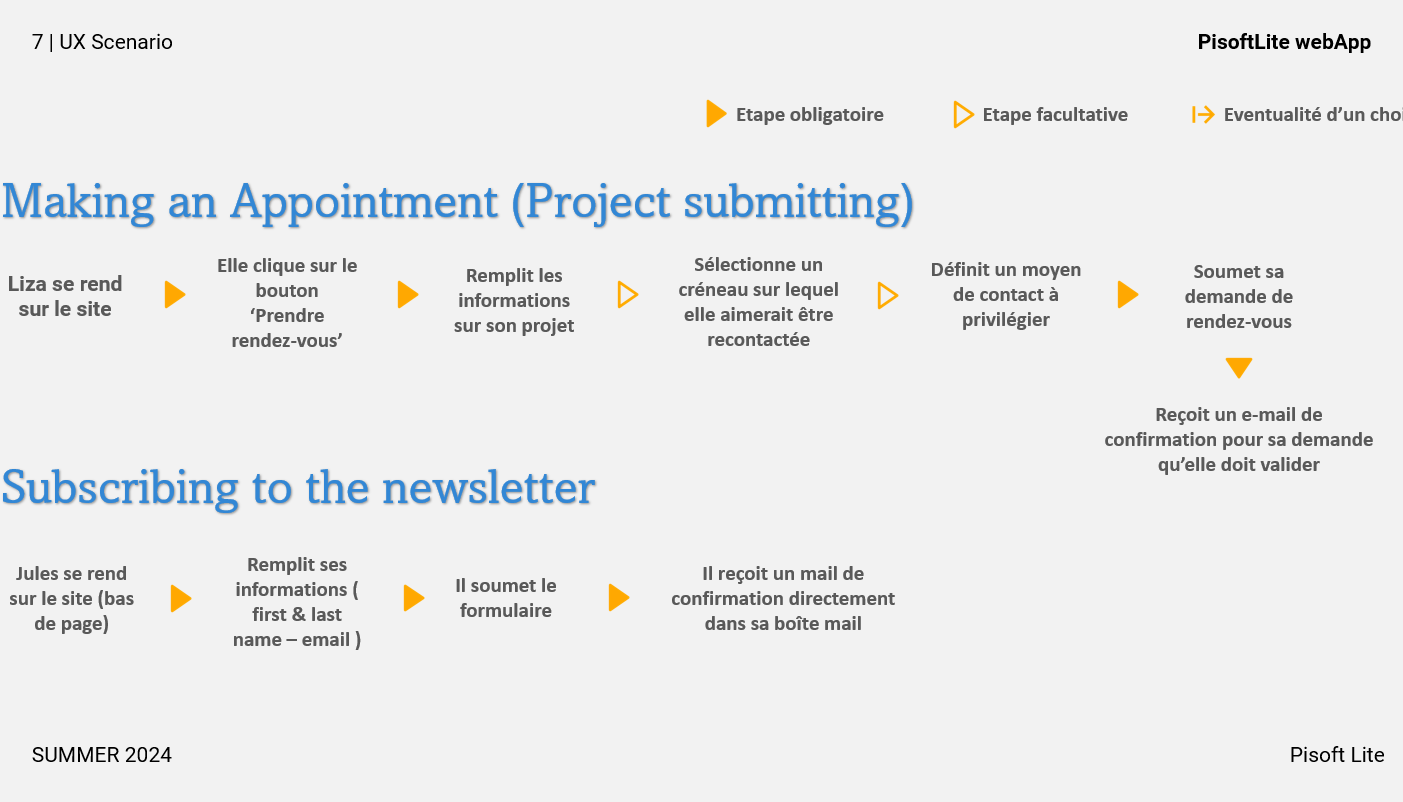 7 | UX Scenario
PisoftLite webApp
Etape obligatoire
Etape facultative
Eventualité d’un choi
Making an Appointment (Project submitting)
Liza se rend
sur le site
Elle clique sur le
bouton
‘Prendre
rendez-vous’
Remplit les
informations
sur son projet
Sélectionne un
créneau sur lequel
elle aimerait être
recontactée
Définit un moyen
de contact à
privilégier
Soumet sa
demande de
rendez-vous
Reçoit un e-mail de
confirmation pour sa demande
qu’elle doit valider
Subscribing to the newsletter
Jules se rend
sur le site (bas
de page)
Remplit ses
informations (
first & last
name – email )
Il soumet le
formulaire
Il reçoit un mail de
confirmation directement
dans sa boîte mail
SUMMER 2024
Pisoft Lite